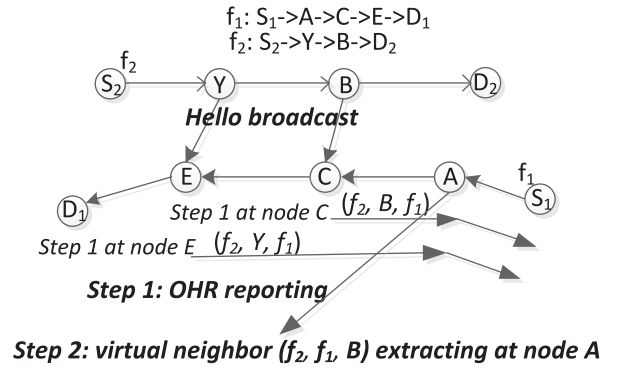 f₁: S₁->A->C->E->D₁
f₂: S₂->Y->B->D₂
f₂
S₂ Y B D₂
Hello broadcast
E C A f₁
D₁ S₁
Step 1 at node C (f₂, B, f₁)
Step 1 at node E (f₂, Y, f₁)
Step 1: OHR reporting
Step 2: virtual neighbor (f₂, f₁, B) extracting at node A